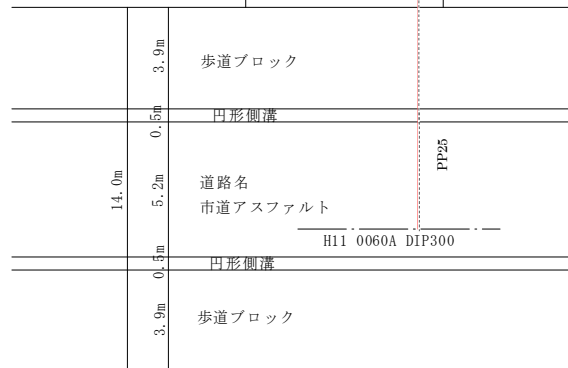 3.9m
歩道ブロック
0.5m
円形側溝
14.0m
5.2m
道路名
市道アスファルト
PP25
H11 0060A DIP300
0.5m
円形側溝
3.9m
歩道ブロック